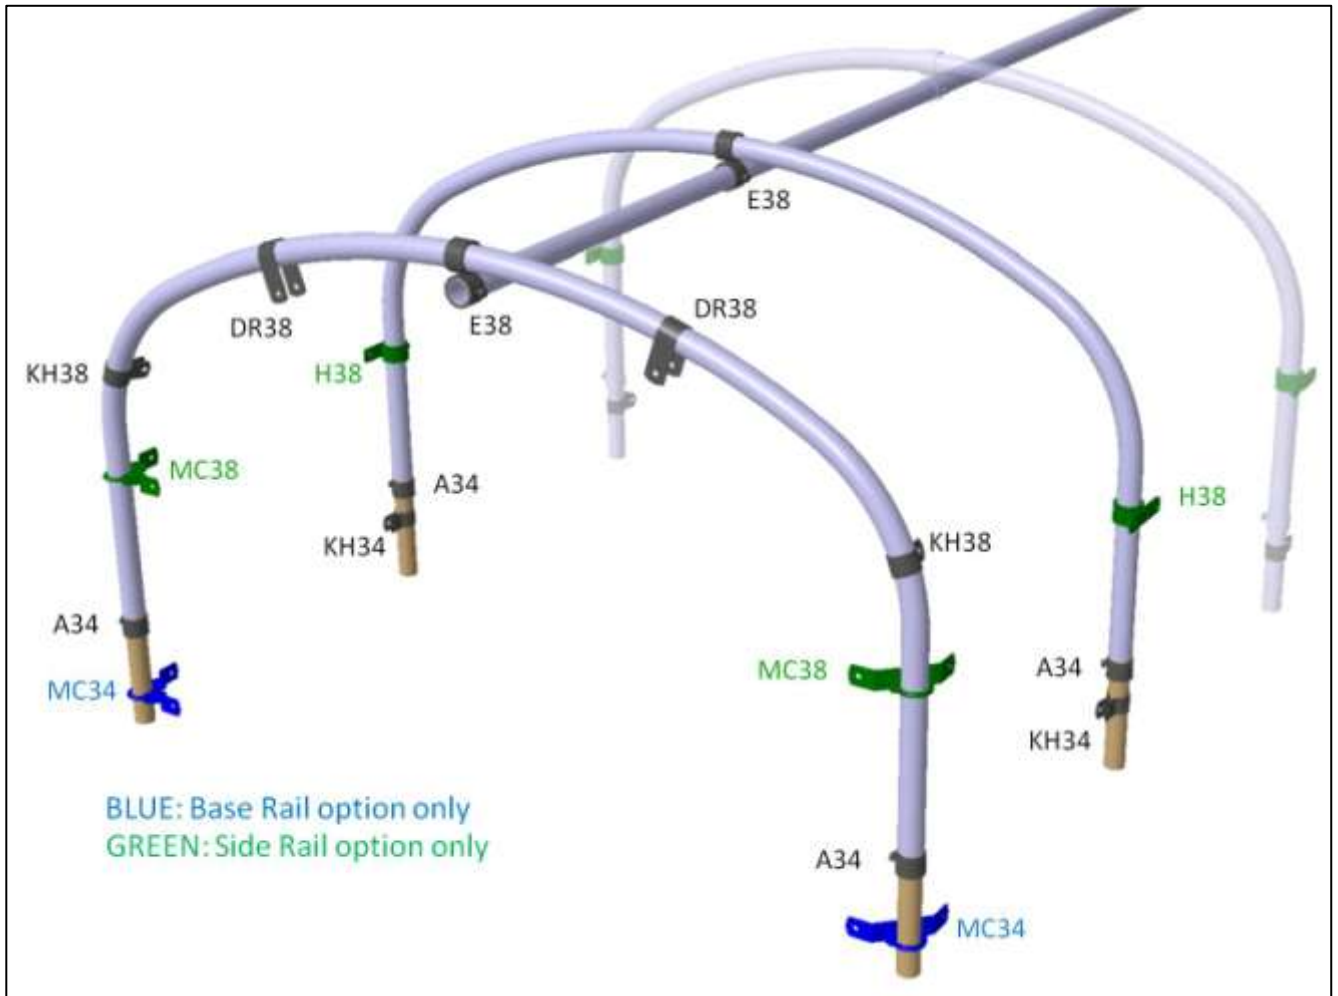 E38
DR38
E38
DR38
KH38
H38
MC38
A34
H38
KH34
KH38
A34
MC38
A34
MC34
KH34
BLUE: Base Rail option only
GREEN: Side Rail option only
A34
MC34